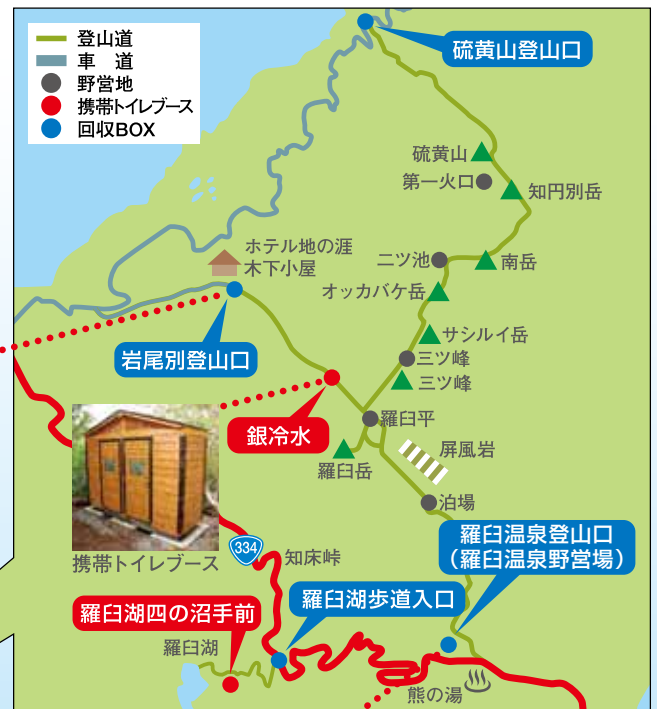 登山道
車　道
野営地
携帯トイレブース
回収BOX
硫黄山登山口
硫黄山
第一火口
知円別岳
ホテル地の涯
木下小屋
二ツ池
南岳
オッカバケ岳
サシルイ岳
岩尾別登山口
三ツ峰
三ツ峰
銀冷水
羅臼平
屏風岩
羅臼岳
泊場
334
羅臼温泉登山口
（羅臼温泉野営場）
携帯トイレブース
知床峠
羅臼湖四の沼手前
羅臼湖歩道入口
羅臼湖
熊の湯